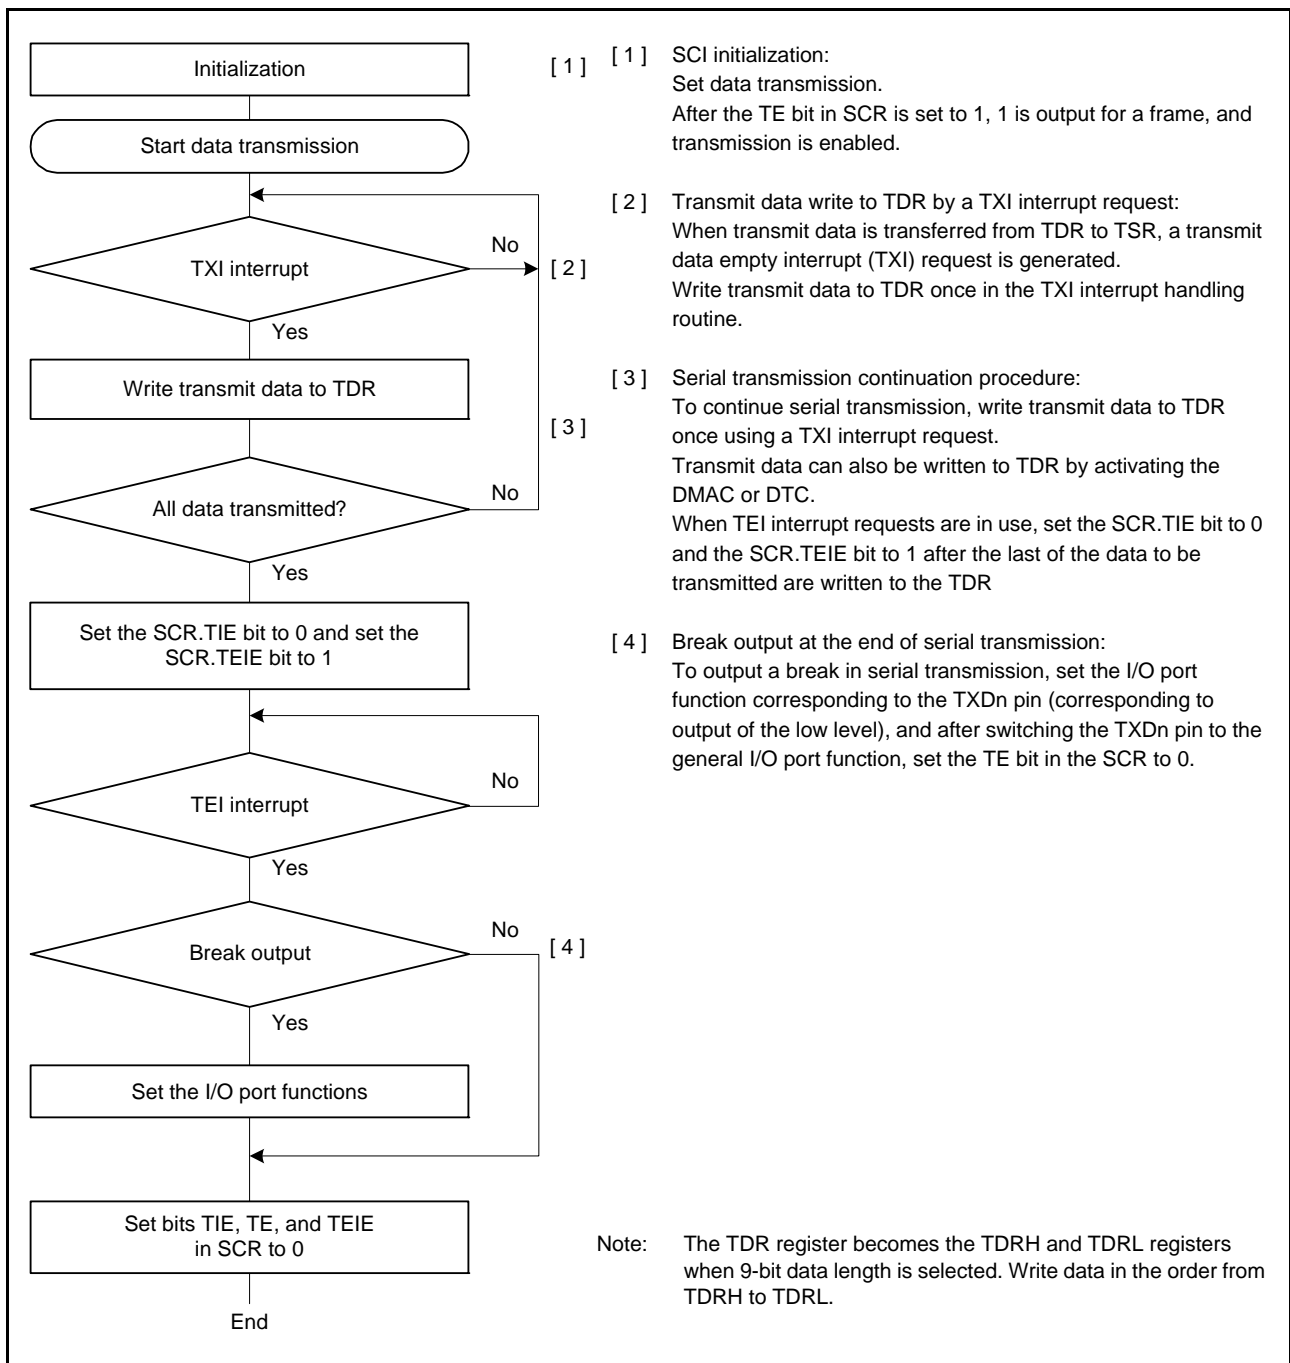 Initialization
[ 1 ]
Start data transmission
TXI interrupt
No
[ 2 ]
Yes
Write transmit data to TDR
[ 3 ]
All data transmitted?
No
Yes
Set the SCR.TIE bit to 0 and set the
SCR.TEIE bit to 1
TEI interrupt
No
Yes
Break output
No
[ 4 ]
Yes
Set the I/O port functions
Set bits TIE, TE, and TEIE
in SCR to 0
End
[ 1 ] SCI initialization:
Set data transmission.
After the TE bit in SCR is set to 1, 1 is output for a frame, and
transmission is enabled.
[ 2 ] Transmit data write to TDR by a TXI interrupt request:
When transmit data is transferred from TDR to TSR, a transmit
data empty interrupt (TXI) request is generated.
Write transmit data to TDR once in the TXI interrupt handling
routine.
[ 3 ] Serial transmission continuation procedure:
To continue serial transmission, write transmit data to TDR
once using a TXI interrupt request.
Transmit data can also be written to TDR by activating the
DMAC or DTC.
When TEI interrupt requests are in use, set the SCR.TIE bit to 0
and the SCR.TEIE bit to 1 after the last of the data to be
transmitted are written to the TDR
[ 4 ] Break output at the end of serial transmission:
To output a break in serial transmission, set the I/O port
function corresponding to the TXDn pin (corresponding to
output of the low level), and after switching the TXDn pin to the
general I/O port function, set the TE bit in the SCR to 0.
Note: The TDR register becomes the TDRH and TDRL registers
when 9-bit data length is selected. Write data in the order from
TDRH to TDRL.